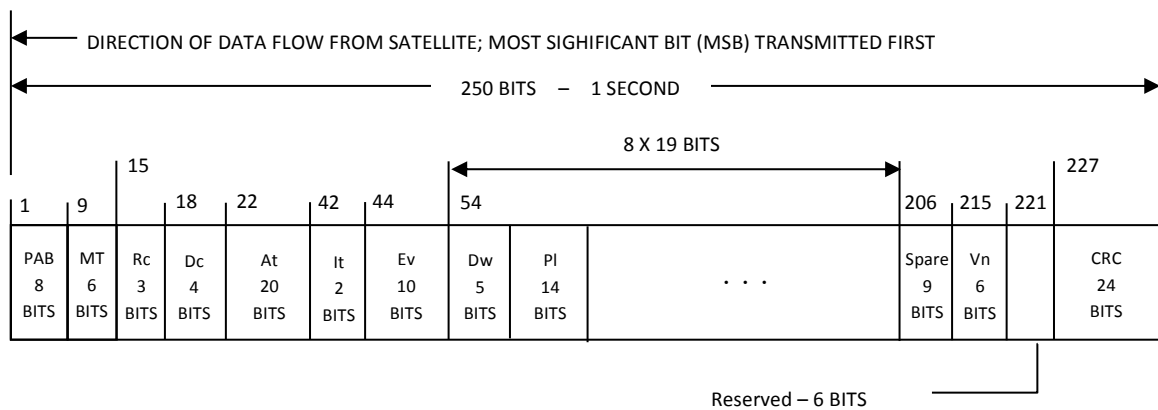 DIRECTION OF DATA FLOW FROM SATELLITE; MOST SIGHIFICANT BIT (MSB) TRANSMITTED FIRST
250 BITS – 1 SECOND
8 X 19 BITS
15
227
1 9 18 22 42 44 54 206 215 221
PAB MT Rc Dc At It Ev Dw Pl Spare Vn CRC
8 6 3 4 20 2 10 5 14 . . . 9 6 24
BITS BITS BITS BITS BITS BITS BITS BITS BITS BITS BITS BITS
Reserved – 6 BITS